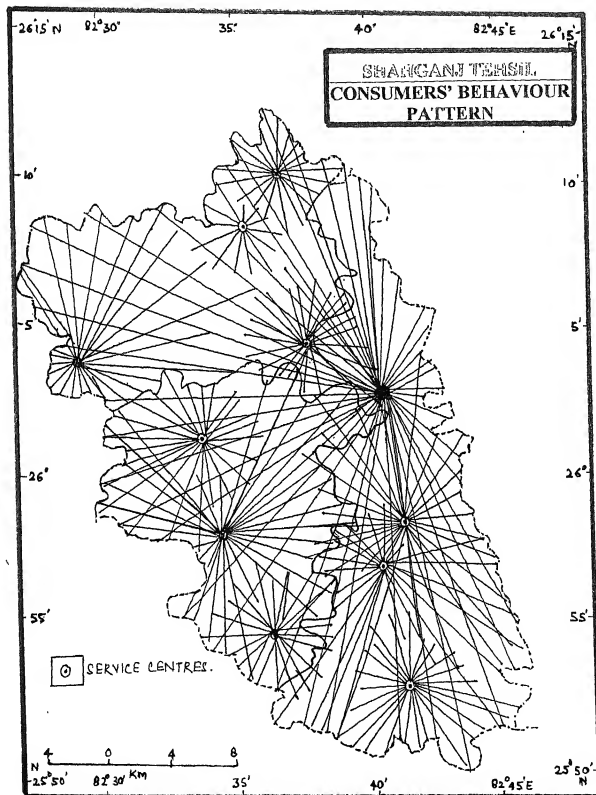 26°15' N 82°30' 35' 40' 82°45'E 26°15'
N
SHAHGANJ TEHSIL
CONSUMERS' BEHAVIOUR
PATTERN
10' 10'
5' 5'
26° 26°
55' 55'
SERVICE CENTRES.
4 0 4 8
Km
N
25°50' 82°30' 35' 40' 82°45'E 25°50'
N